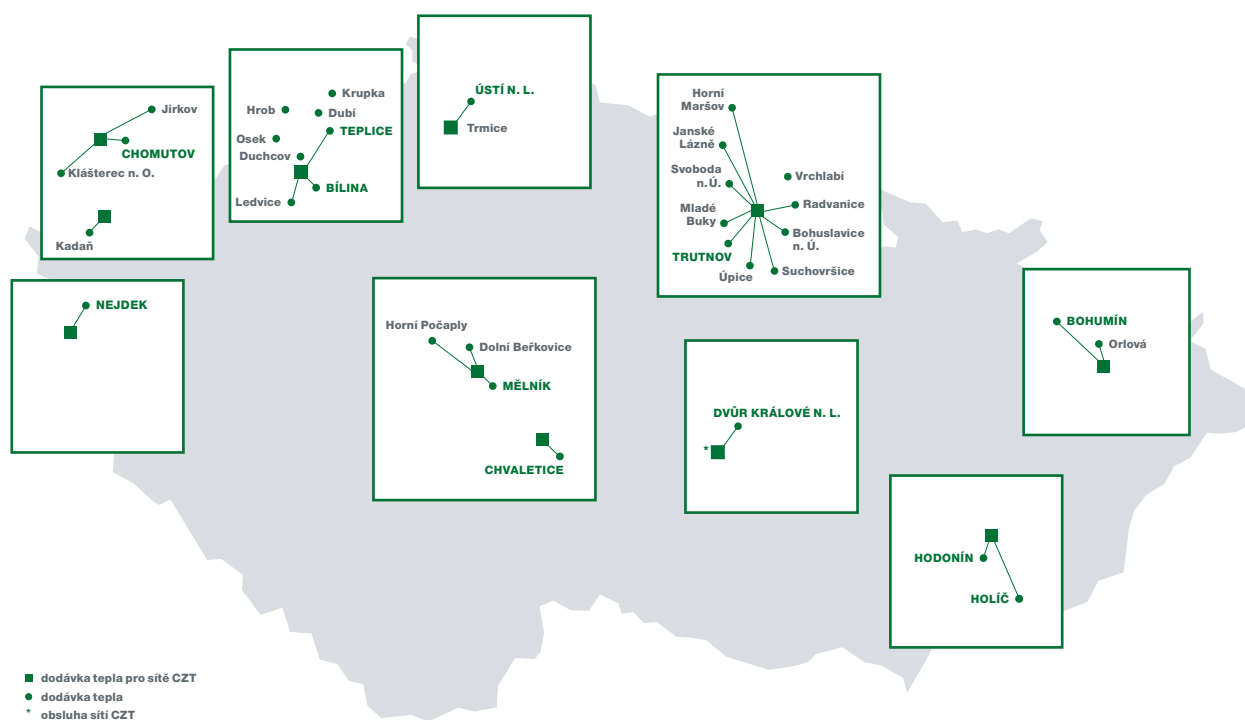 Jirkov
CHOMUTOV
Klášterec n. O.
Kadaň
Krupka
Hrob
Dubí
TEPLICE
Osek
Duchcov
BÍLINA
Ledvice
ÚSTÍ N. L.
Trmice
Horní
Maršov
Janské
Lázně
Svoboda
n.Ú.
Vrchlabí
Radvanice
Mladé
Buky
Bohuslavice
n. Ú.
TRUTNOV
Úpice
Suchovršice
NEJDEK
Horní Počaply
Dolní Beřkovice
MĚLNÍK
CHVALETICE
DVŮR KRÁLOVÉ N. L.
*
BOHUMÍN
Orlová
HODONÍN
HOLÍČ
dodávka tepla pro sítě CZT
dodávka tepla
* obsluha sítí CZT